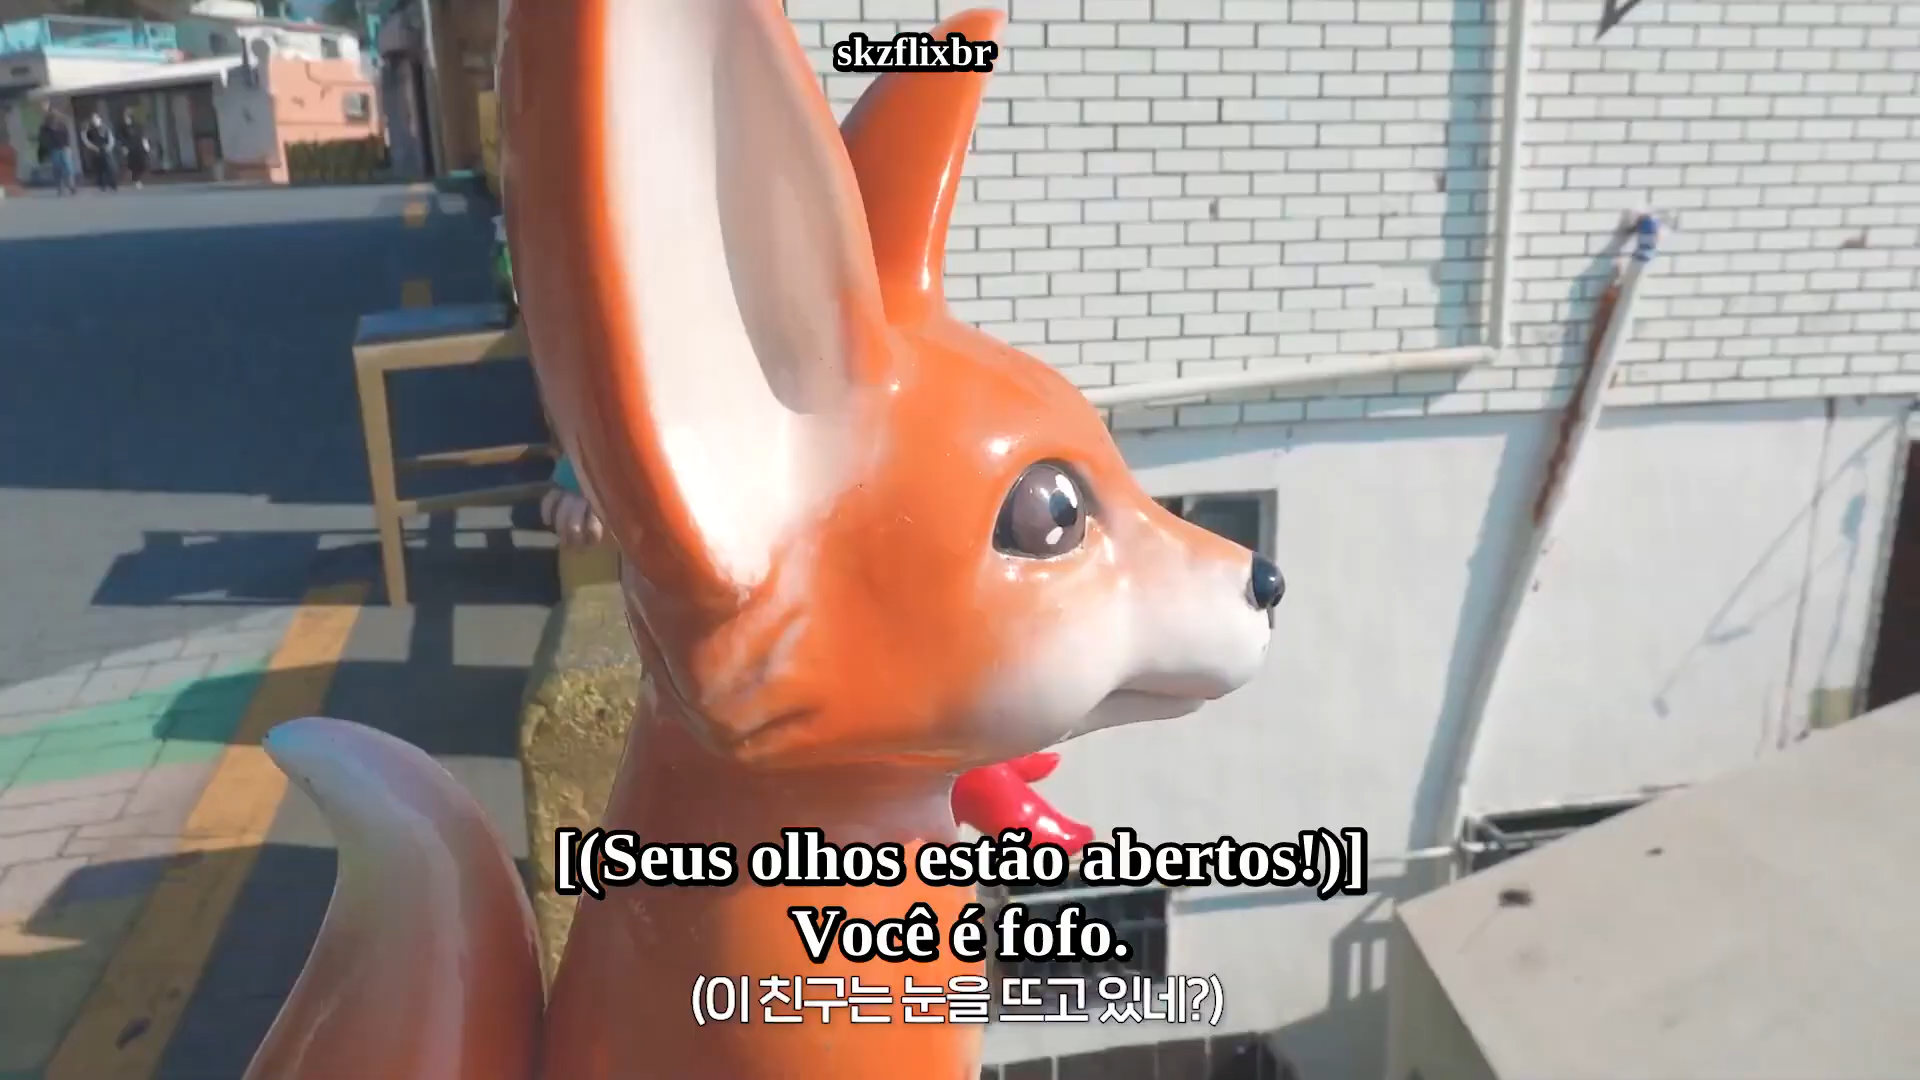 skzflixbr
[(Seus olhos estão abertos!)]
Você é fofo.
(이 친구는 눈을 뜨고 있네?)